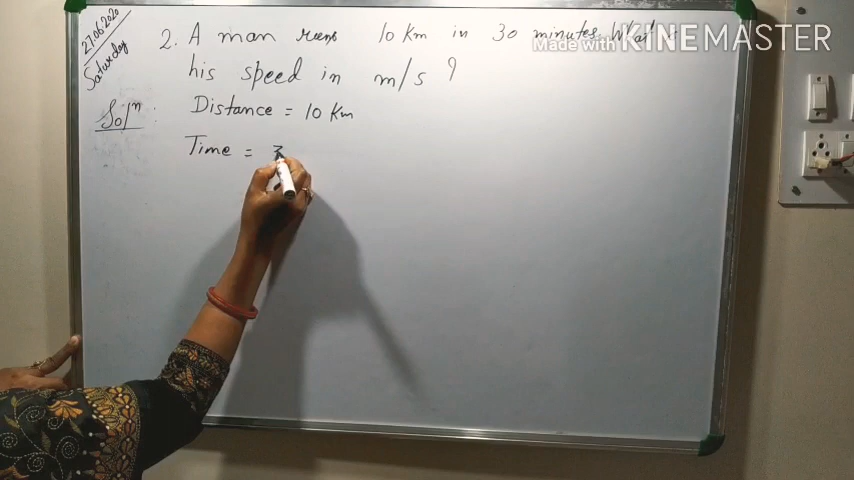 27.06.2020
Saturday
2. A man runs 10 Km in 30 minutes. What
his speed in m/s ?
Soln :
Distance = 10 Km
Time = 3
Made with KINEMASTER